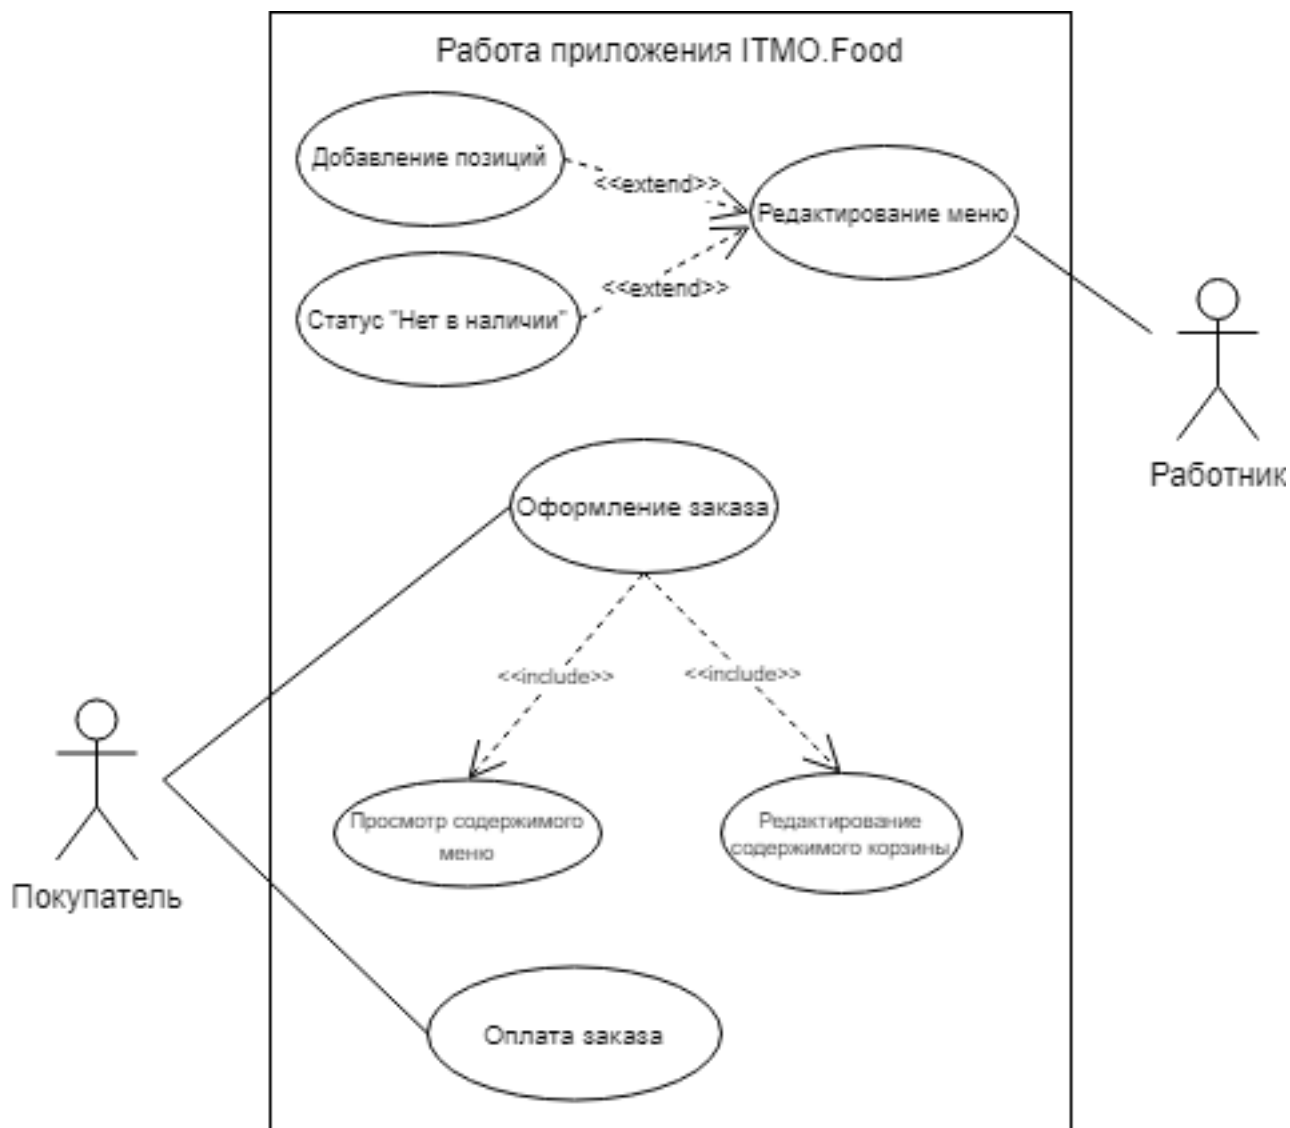 Работа приложения ITMO.Food
Добавление позиций
<<extend>>
Редактирование меню
<<extend>>
Статус "Нет в наличии"
Работник
Оформление заказа
<<include>>
<<include>>
Просмотр содержимого
меню
Редактирование
содержимого корзины
Покупатель
Оплата заказа